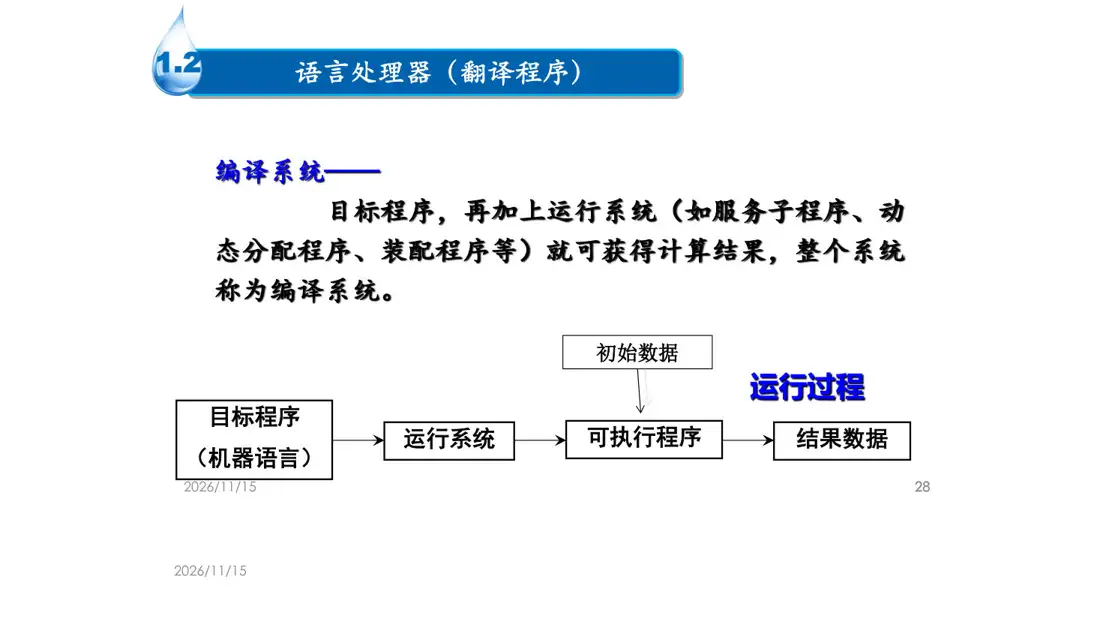 1.2
语言处理器（翻译程序）
编译系统——
目标程序，再加上运行系统（如服务子程序、动
态分配程序、装配程序等）就可获得计算结果，整个系统
称为编译系统。
初始数据
运行过程
目标程序
（机器语言）
运行系统
可执行程序
结果数据
2026/11/15
28
2026/11/15